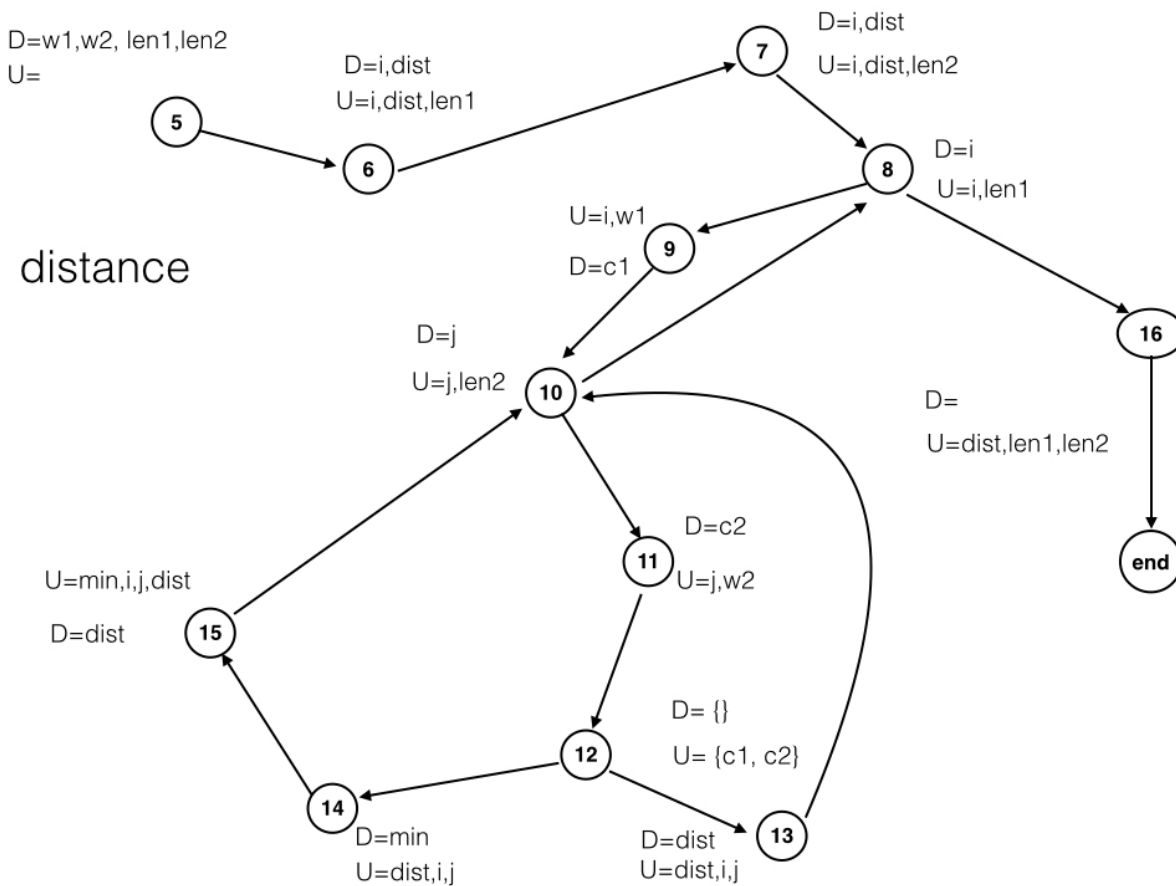 D=w1,w2, len1,len2
U=
5
D=i,dist
U=i,dist,len1
6
D=i,dist
U=i,dist,len2
7
D=i
U=i,len1
8
distance
U=i,w1
D=c1
9
16
D=j
U=j,len2
10
D=
U=dist,len1,len2
D=c2
U=j,w2
11
end
U=min,i,j,dist
D=dist
15
D= {}
U= {c1, c2}
12
14
D=min
U=dist,i,j
13
D=dist
U=dist,i,j